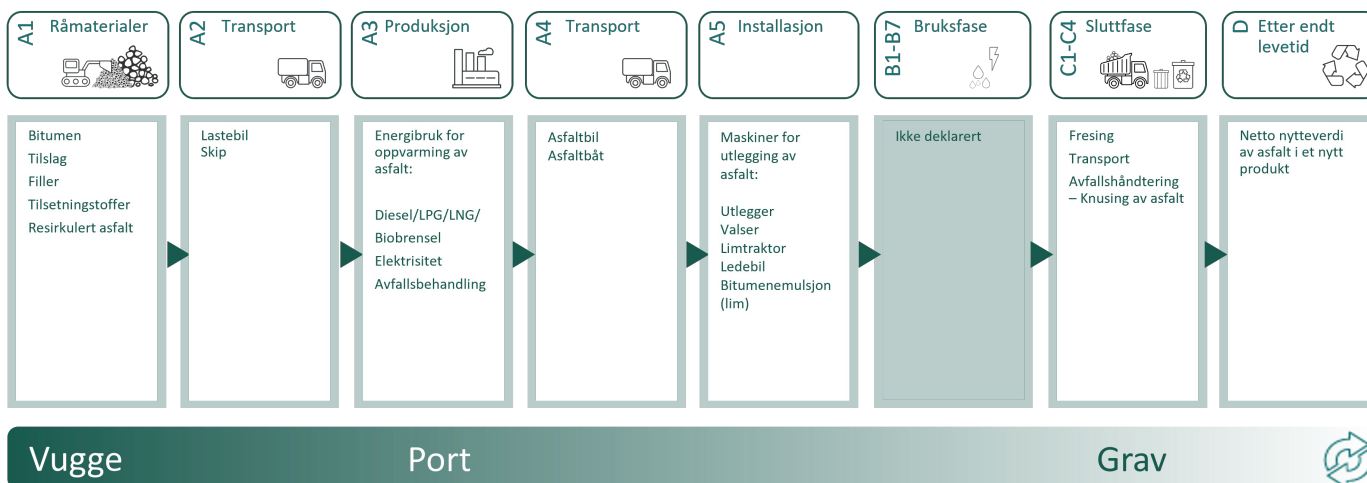 A1 Råmaterialer
A2 Transport
A3 Produksjon
A4 Transport
A5 Installasjon
B1-B7 Bruksfase
C1-C4 Sluttfase
D Etter endt
levetid
Bitumen
Tilslag
Filler
Tilsetningstoffer
Resirkulert asfalt
Lastebil
Skip
Energibruk for
oppvarming av
asfalt:
Diesel/LPG/LNG/
Biobrensel
Elektrisitet
Avfallsbehandling
Asfaltbil
Asfaltbåt
Maskiner for
utlegging av
asfalt:
Utlegger
Valser
Limtraktor
Ledebil
Bitumenemulsjon
(lim)
Ikke deklarert
Fresing
Transport
Avfallshåndtering
– Knusing av asfalt
Netto nytteverdi
av asfalt i et nytt
produkt
Vugge
Port
Grav